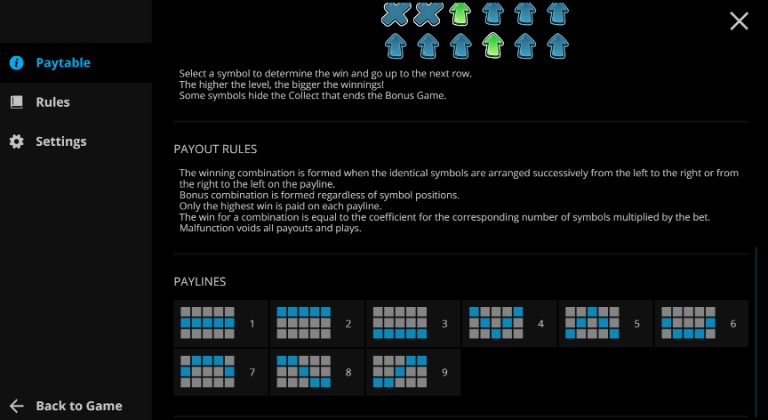 Paytable
Rules
Settings
Back to Game
Select a symbol to determine the win and go up to the next row.
The higher the level, the bigger the winnings!
Some symbols hide the Collect that ends the Bonus Game.
PAYOUT RULES
The winning combination is formed when the identical symbols are arranged successively from the left to the right or from
the right to the left on the payline.
Bonus combination is formed regardless of symbol positions.
Only the highest win is paid on each payline.
The win for a combination is equal to the coefficient for the corresponding number of symbols multiplied by the bet.
Malfunction voids all payouts and plays.
PAYLINES
1 2 3 4 5 6
7 8 9